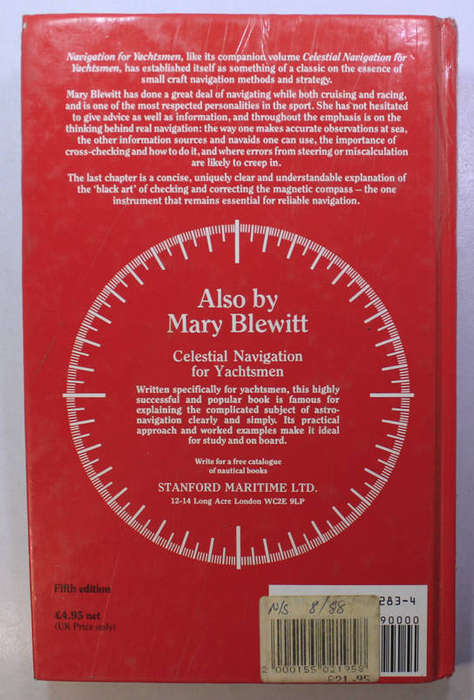 Navigation for Yachtsmen, like its companion volume Celestial Navigation for
Yachtsmen, has established itself as something of a classic on the essence of
small craft navigation methods and strategy.
Mary Blewitt has done a great deal of navigating while both cruising and racing,
and is one of the most respected personalities in the sport. She has not hesitated
to give advice as well as information, and throughout the emphasis is on the
thinking behind real navigation: the way one makes accurate observations at sea,
the other information sources and navaids one can use, the importance of
cross-checking and how to do it, and where errors from steering or miscalculation
are likely to creep in.
The last chapter is a concise, uniquely clear and understandable explanation of
the 'black art' of checking and correcting the magnetic compass – the one
instrument that remains essential for reliable navigation.
Also by
Mary Blewitt
Celestial Navigation
for Yachtsmen
Written specifically for yachtsmen, this highly
successful and popular book is famous for
explaining the complicated subject of astro-
navigation clearly and simply. Its practical
approach and worked examples make it ideal
for study and on board.
Write for a free catalogue
of nautical books
STANFORD MARITIME LTD.
12-14 Long Acre London WC2E 9LP
Fifth edition
£4.95 net
(UK Price only)
283-4
90000
N/S 8/88
2 000155 021958
£21.95